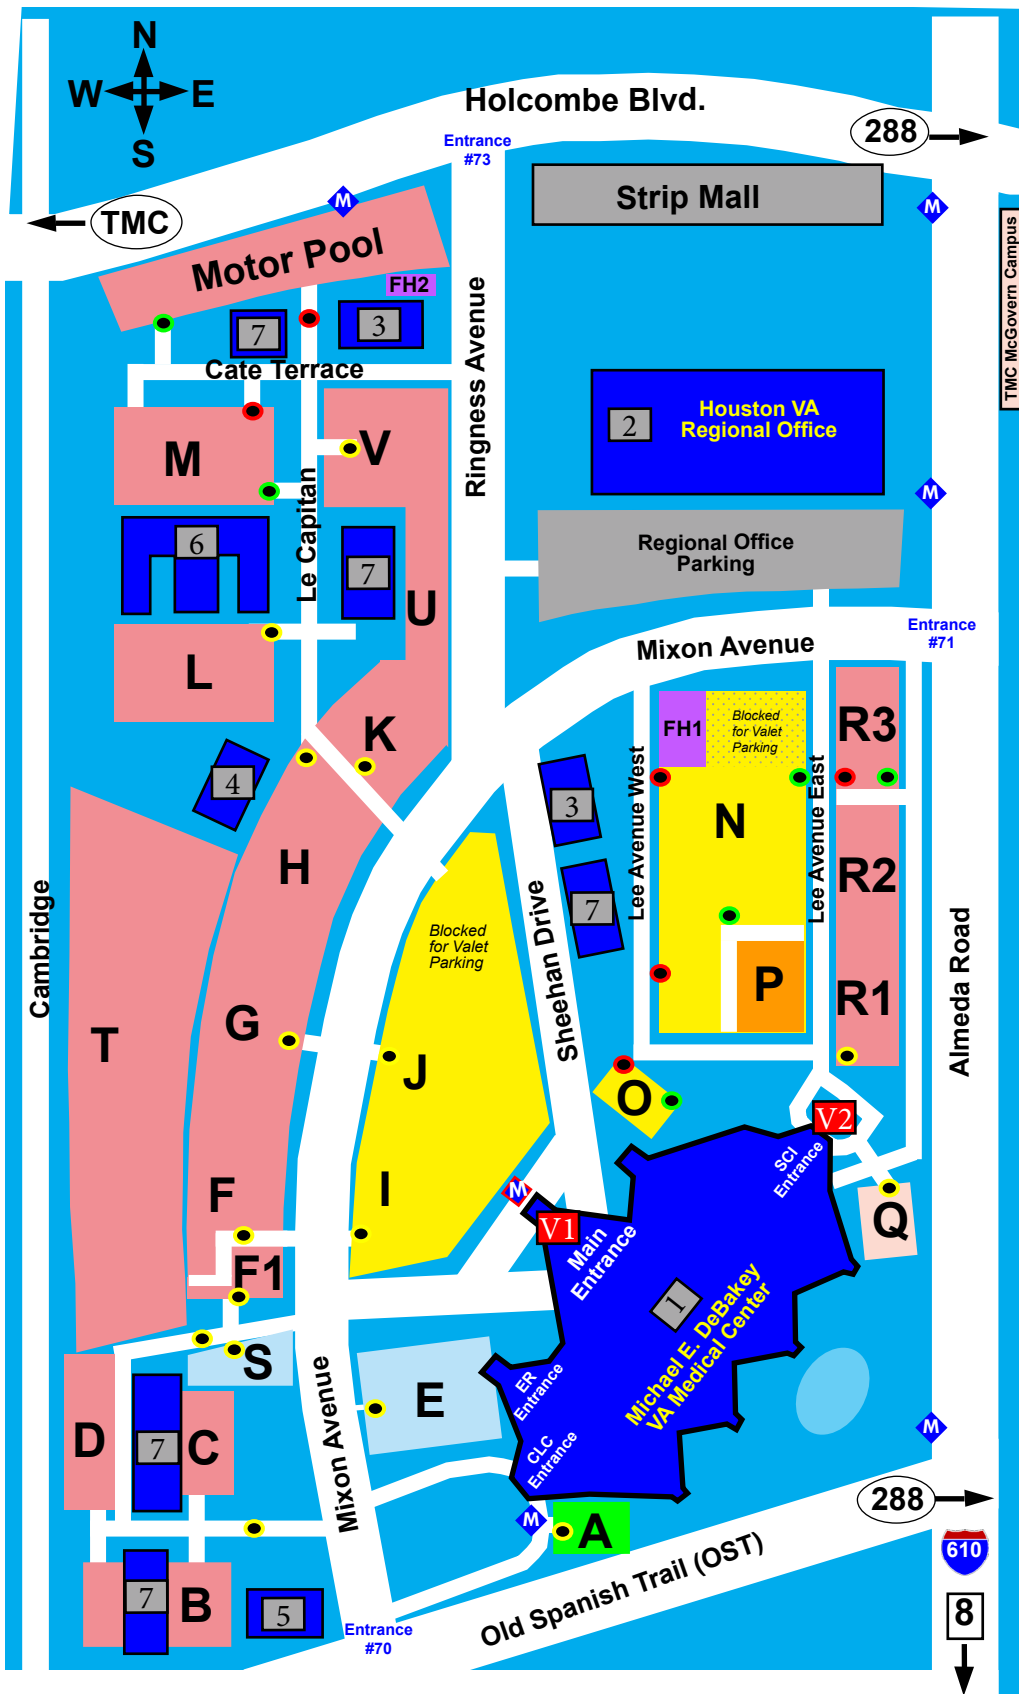 N
W E
S
Holcombe Blvd.
288
Entrance
#73
TMC
M
Strip Mall
M
Motor Pool
FH2
TMC McGovern Campus
7
3
Cate Terrace
Ringness Avenue
Houston VA
Regional Office
2
M
V
Le Capitan
M
6
7
Regional Office
Parking
U
L
Mixon Avenue
Entrance
#71
K
FH1
Blocked
for Valet
Parking
R3
4
3
Lee Avenue West
N
Lee Avenue East
H
R2
7
Cambridge
Blocked
for Valet
Parking
Sheehan Drive
Almeda Road
P
R1
G
T
J
O
V2
SCI
Entrance
F
I
M
V1
Main
Entrance
Q
F1
1
Michael E. DeBakey
VA Medical Center
S
E
ER
Entrance
D
7
C
Mixon Avenue
CLC
Entrance
M
288
M
A
610
Old Spanish Trail (OST)
7
B
5
Entrance
#70
8